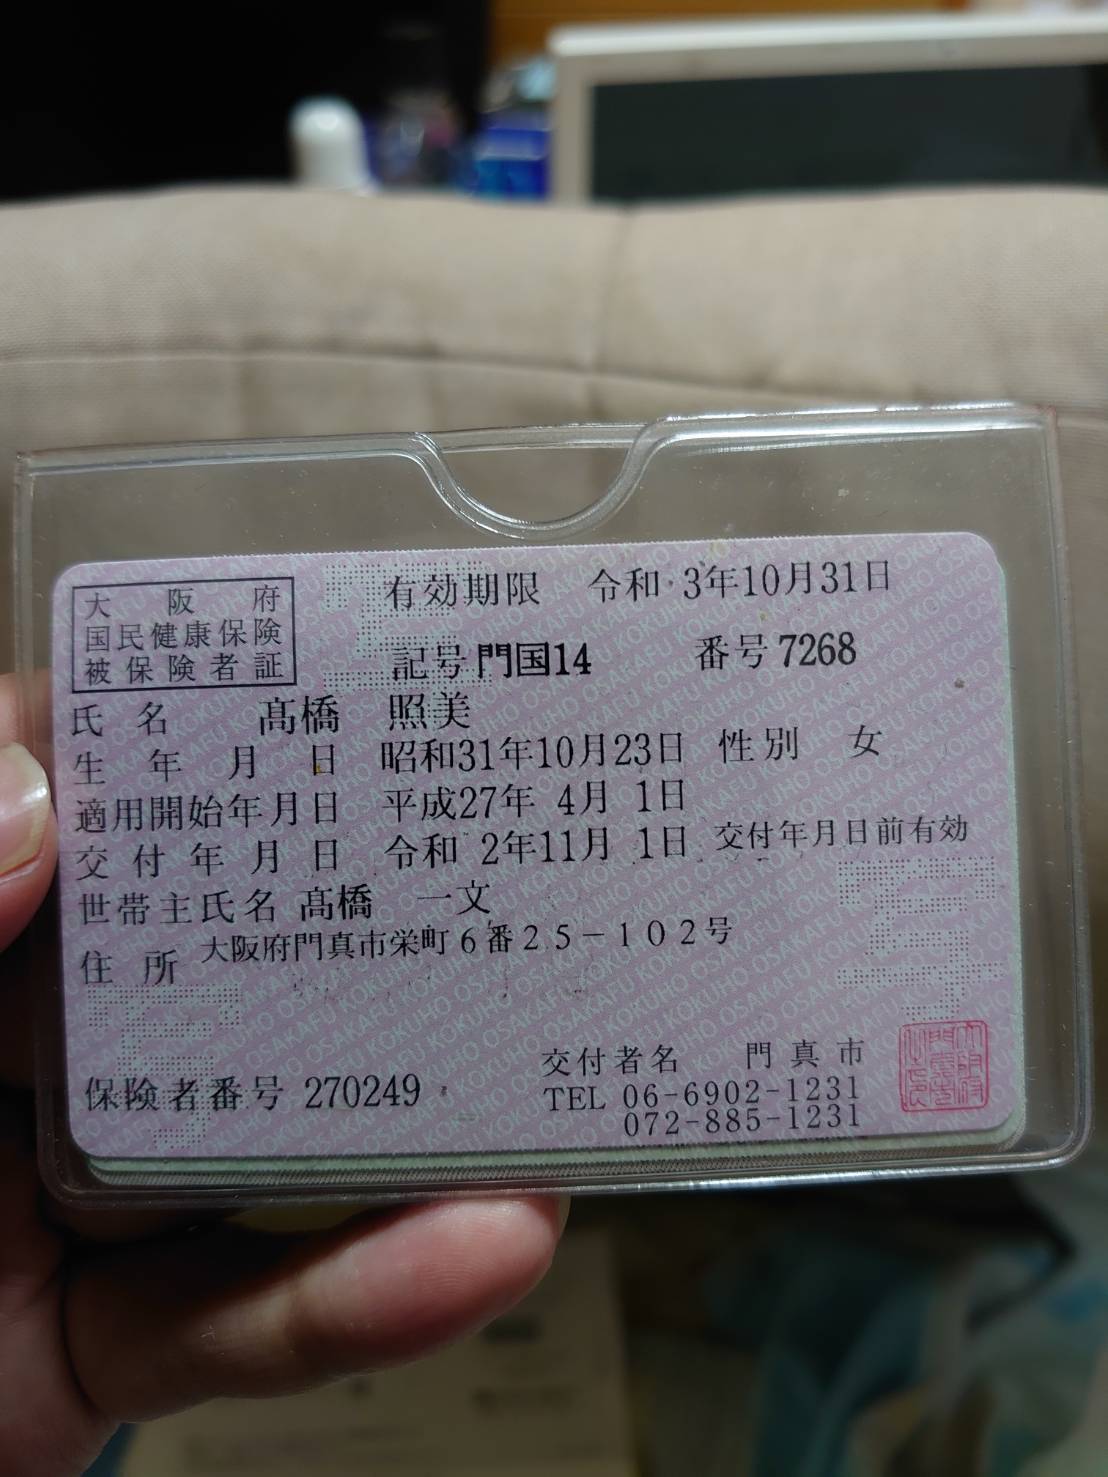 大阪府
国民健康保険
被保険者証
有効期限 令和 3年10月31日
記号 門国14 番号 7268
氏名 髙橋 照美
生年月日 昭和31年10月23日 性別 女
適用開始年月日 平成27年 4月 1日
交付年月日 令和 2年11月 1日 交付年月日前有効
世帯主氏名 髙橋 一文
住所 大阪府門真市栄町6番25-102号
保険者番号 270249
交付者名 門真市
TEL 06-6902-1231
072-885-1231
OSAKAFU KOKUHO